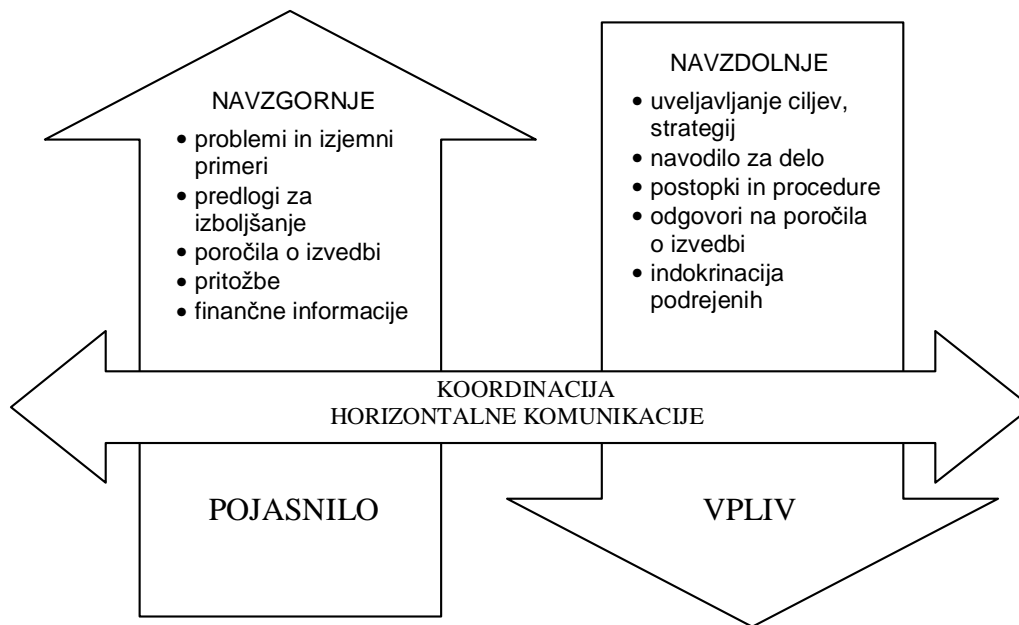 NAVZGORNJE
• problemi in izjemni
primeri
• predlogi za
izboljšanje
• poročila o izvedbi
• pritožbe
• finančne informacije
NAVZDOLNJE
• uveljavljanje ciljev,
strategij
• navodilo za delo
• postopki in procedure
• odgovori na poročila
o izvedbi
• indokrinacija
podrejenih
KOORDINACIJA
HORIZONTALNE KOMUNIKACIJE
POJASNILO
VPLIV